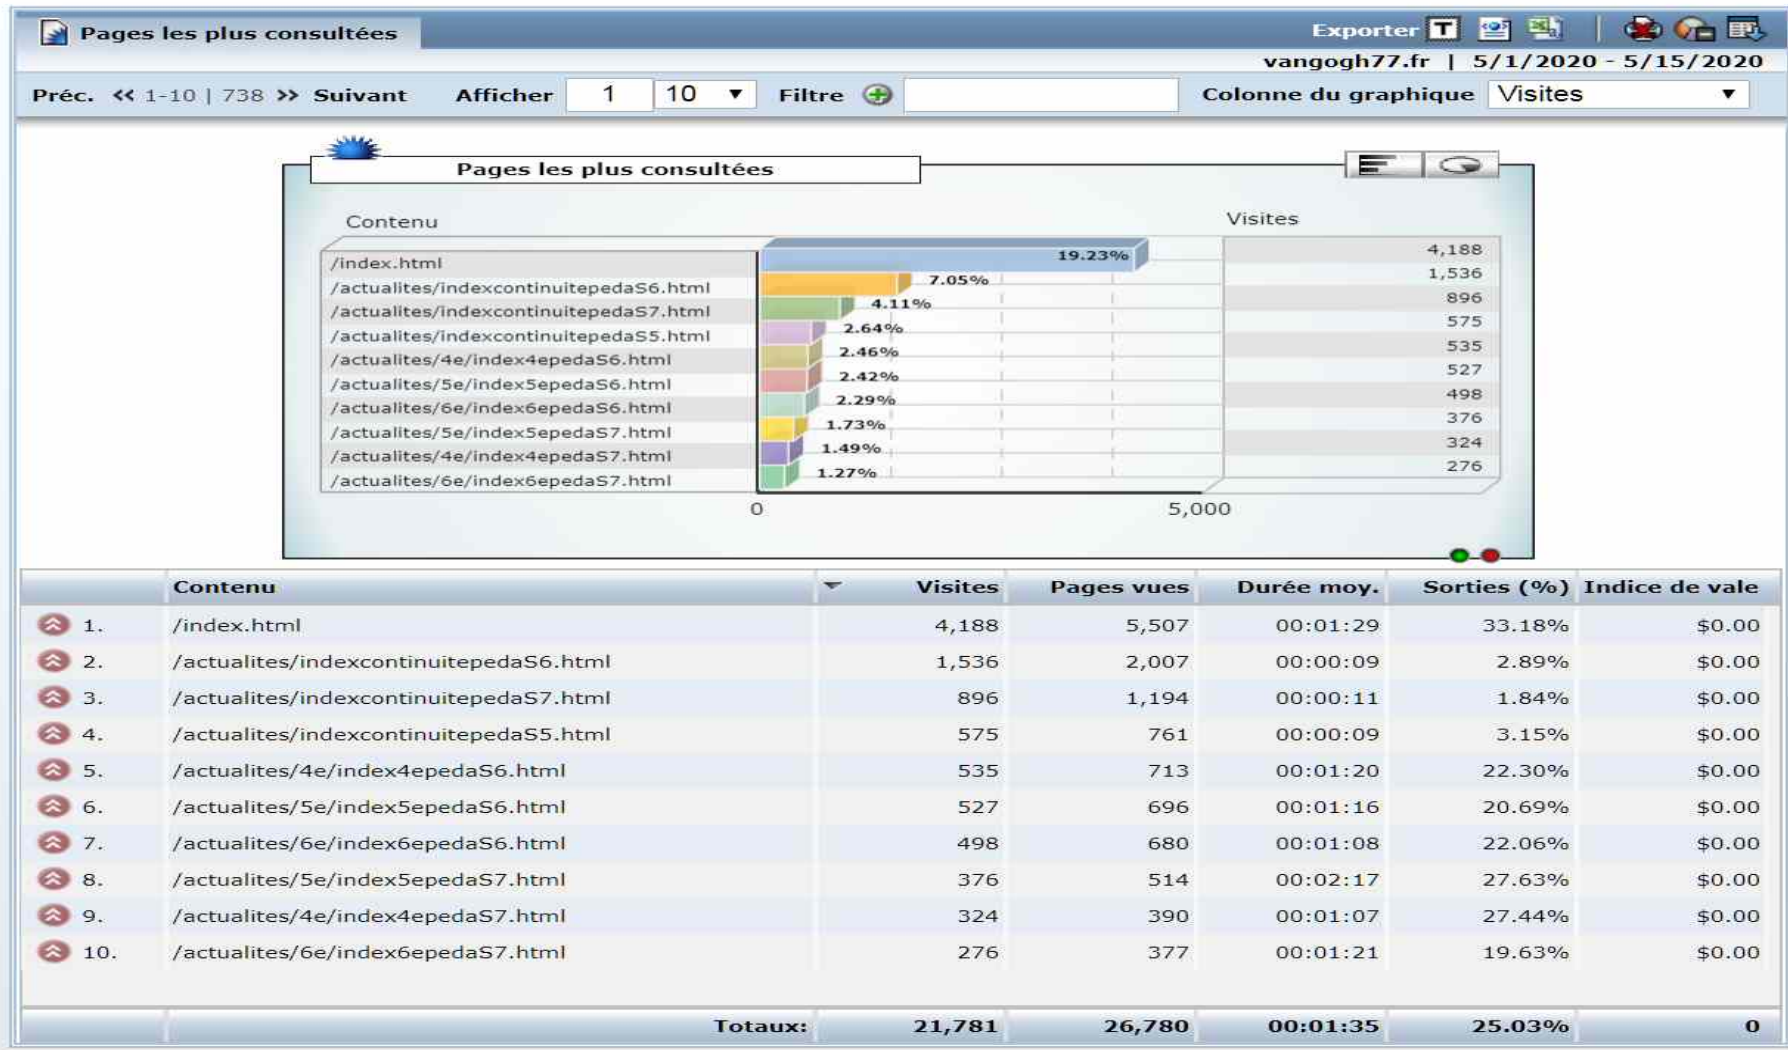 Pages les plus consultées
Exporter T
vangogh77.fr | 5/1/2020 - 5/15/2020
Préc. << 1-10 | 738 >> Suivant Afficher 1 10 Filtre Colonne du graphique Visites
Pages les plus consultées
Contenu Visites
/index.html 19.23% 4,188
/actualites/indexcontinuitepedaS6.html 7.05% 1,536
/actualites/indexcontinuitepedaS7.html 4.11% 896
/actualites/indexcontinuitepedaS5.html 2.64% 575
/actualites/4e/index4epedaS6.html 2.46% 535
/actualites/5e/index5epedaS6.html 2.42% 527
/actualites/6e/index6epedaS6.html 2.29% 498
/actualites/5e/index5epedaS7.html 1.73% 376
/actualites/4e/index4epedaS7.html 1.49% 324
/actualites/6e/index6epedaS7.html 1.27% 276
0 5,000
Contenu Visites Pages vues Durée moy. Sorties (%) Indice de vale
1. /index.html 4,188 5,507 00:01:29 33.18% $0.00
2. /actualites/indexcontinuitepedaS6.html 1,536 2,007 00:00:09 2.89% $0.00
3. /actualites/indexcontinuitepedaS7.html 896 1,194 00:00:11 1.84% $0.00
4. /actualites/indexcontinuitepedaS5.html 575 761 00:00:09 3.15% $0.00
5. /actualites/4e/index4epedaS6.html 535 713 00:01:20 22.30% $0.00
6. /actualites/5e/index5epedaS6.html 527 696 00:01:16 20.69% $0.00
7. /actualites/6e/index6epedaS6.html 498 680 00:01:08 22.06% $0.00
8. /actualites/5e/index5epedaS7.html 376 514 00:02:17 27.63% $0.00
9. /actualites/4e/index4epedaS7.html 324 390 00:01:07 27.44% $0.00
10. /actualites/6e/index6epedaS7.html 276 377 00:01:21 19.63% $0.00
Totaux: 21,781 26,780 00:01:35 25.03% 0